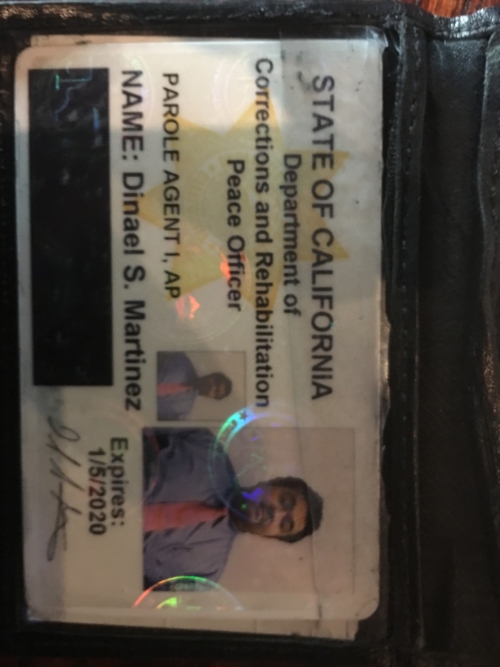 STATE OF CALIFORNIA
Department of
Corrections and Rehabilitation
Peace Officer
PAROLE AGENT I, AP
NAME: Dinael S. Martinez
Expires:
1/5/2020